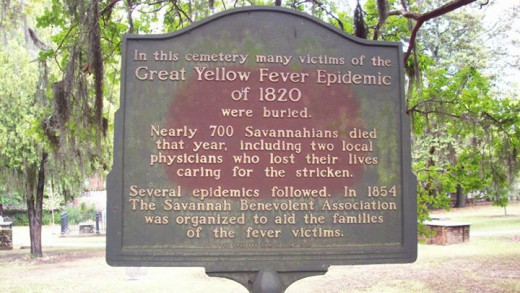 In this cemetery many victims of the
Great Yellow Fever Epidemic
of 1820
were buried.
Nearly 700 Savannahians died
that year, including two local
physicians who lost their lives
caring for the stricken.
Several epidemics followed. In 1854
The Savannah Benevolent Association
was organized to aid the families
of the fever victims.